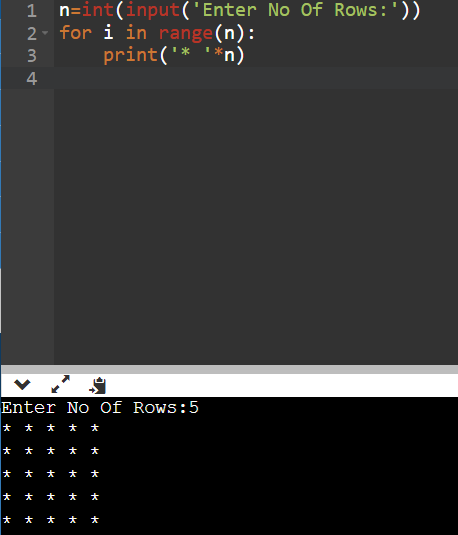 1 n=int(input('Enter No Of Rows:'))
2 for i in range(n):
3     print('* '*n)
4
Enter No Of Rows:5
* * * * *
* * * * *
* * * * *
* * * * *
* * * * *